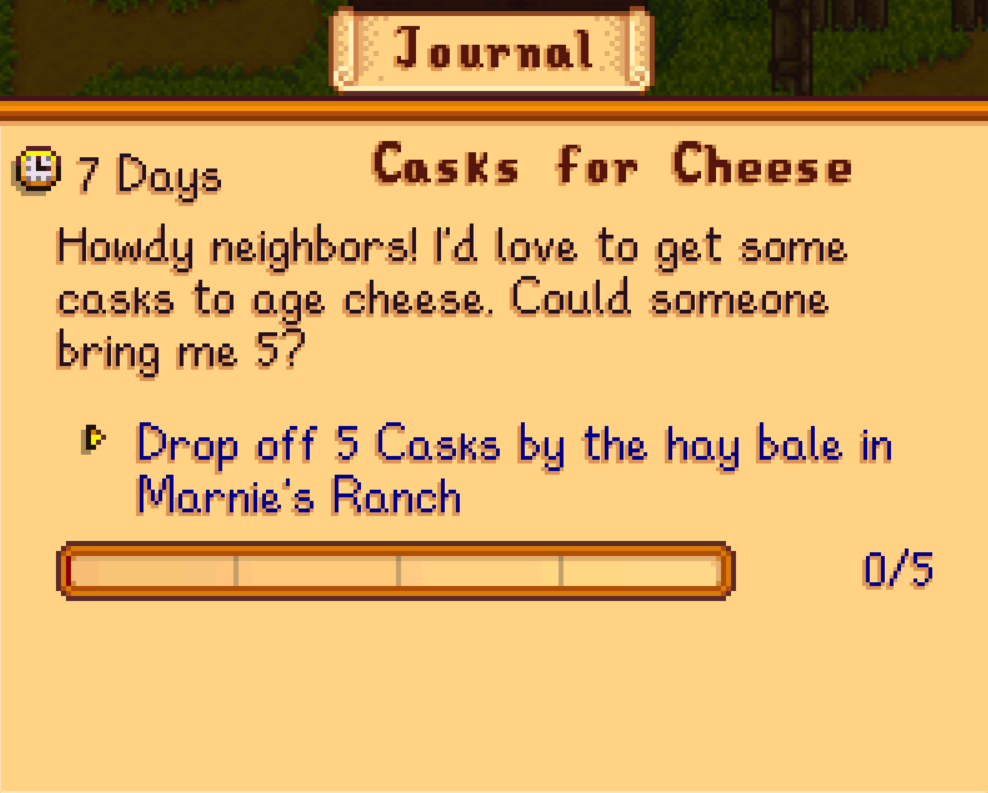 Journal
7 Days
Casks for Cheese
Howdy neighbors! I'd love to get some
casks to age cheese. Could someone
bring me 5?
Drop off 5 Casks by the hay bale in
Marnie's Ranch
0/5